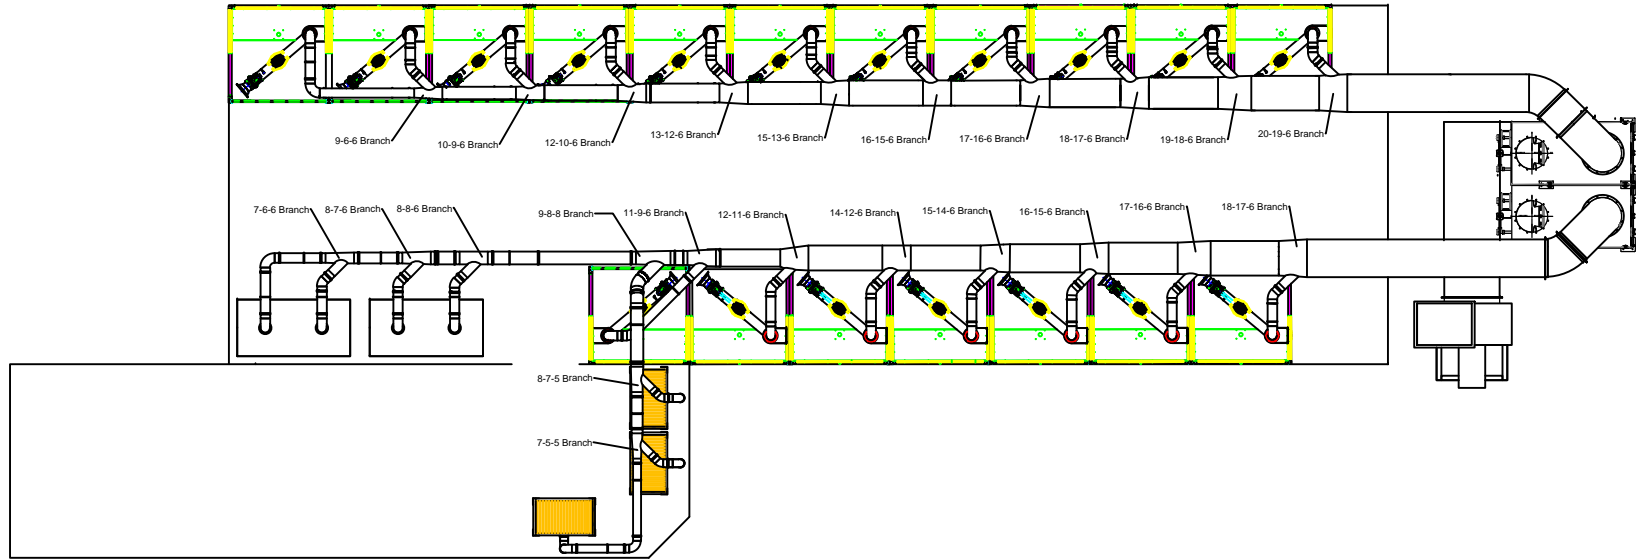 9-6-6 Branch
10-9-6 Branch
12-10-6 Branch
13-12-6 Branch
15-13-6 Branch
16-15-6 Branch
17-16-6 Branch
18-17-6 Branch
19-18-6 Branch
20-19-6 Branch
7-6-6 Branch
8-7-6 Branch
8-8-6 Branch
9-8-8 Branch
11-9-6 Branch
12-11-6 Branch
14-12-6 Branch
15-14-6 Branch
16-15-6 Branch
17-16-6 Branch
18-17-6 Branch
8-7-5 Branch
7-5-5 Branch